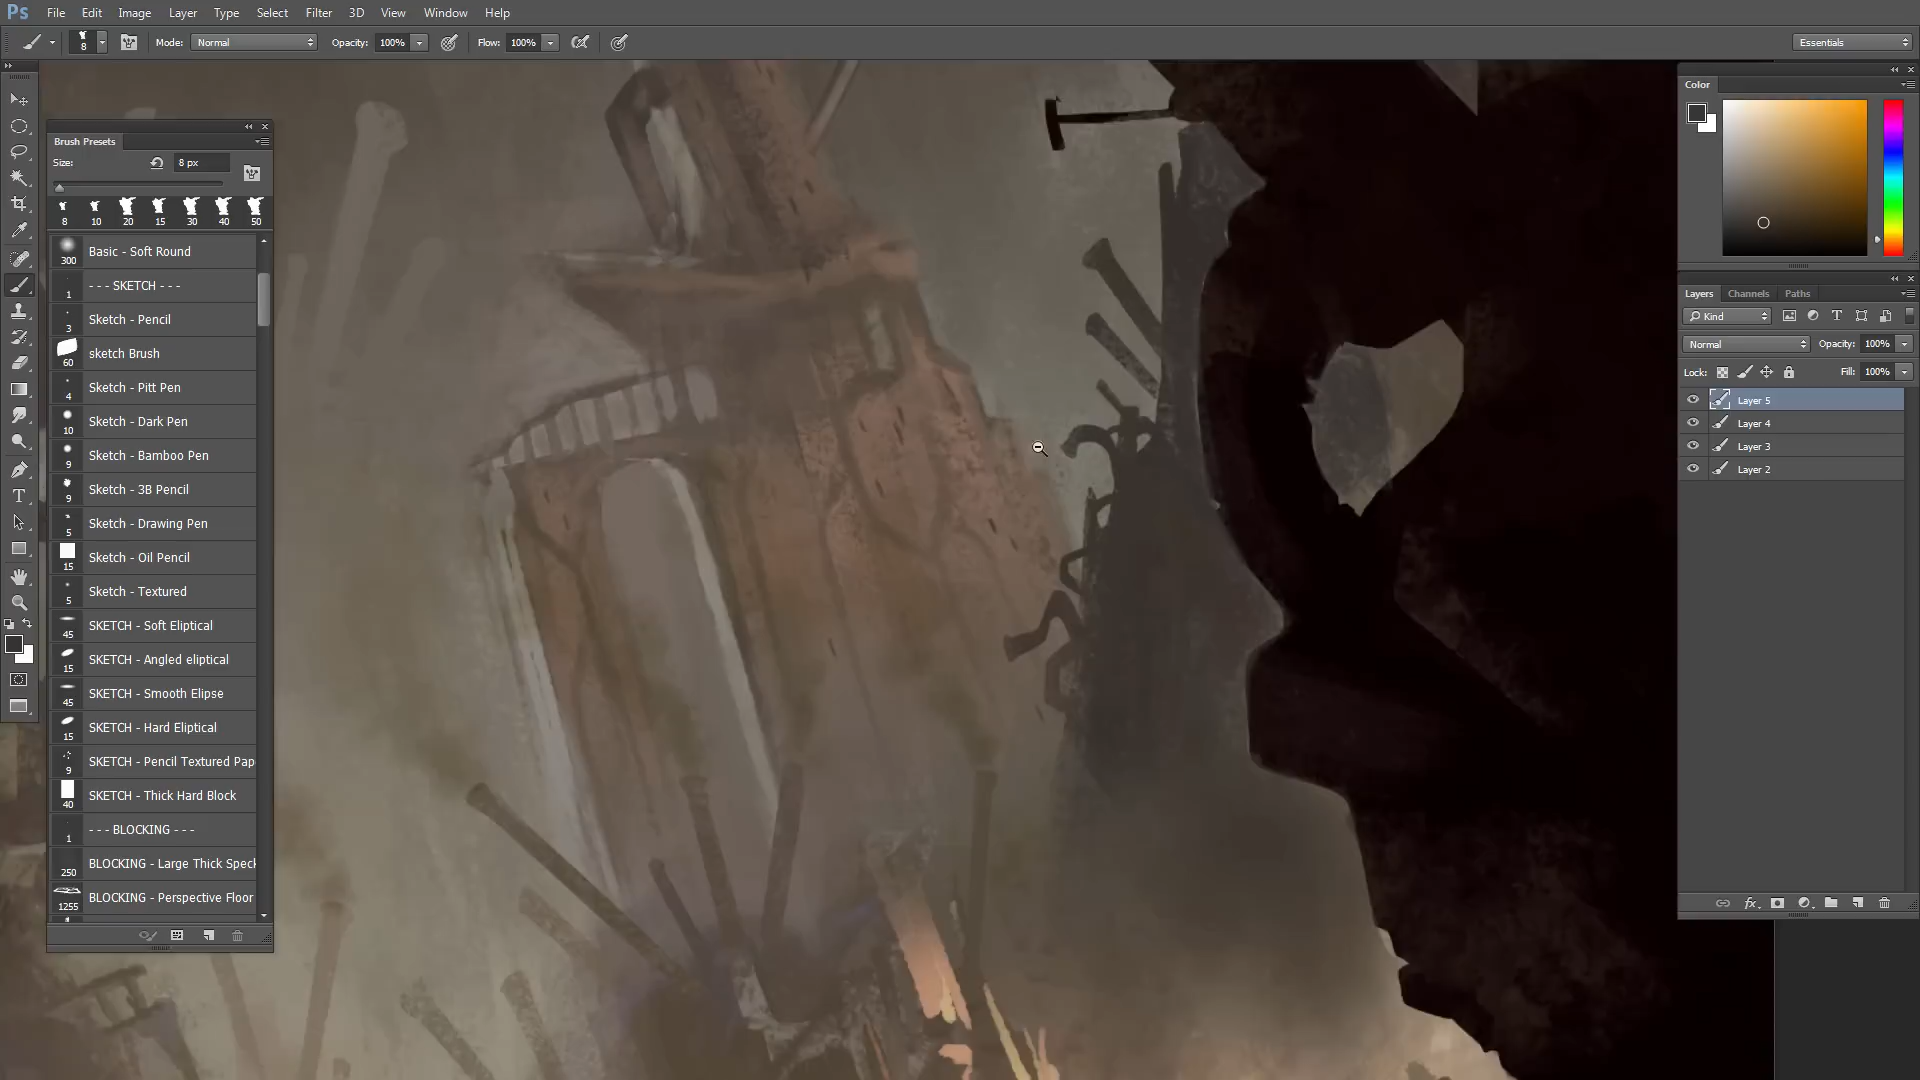 Ps File Edit Image Layer Type Select Filter 3D View Window Help
8 Mode: Normal Opacity: 100% Flow: 100% Essentials
Color
Brush Presets
Size: 8 px
8 10 20 15 30 40 50
300 Basic - Soft Round
1 - - - SKETCH - - -
3 Sketch - Pencil
60 sketch Brush
4 Sketch - Pitt Pen
10 Sketch - Dark Pen
9 Sketch - Bamboo Pen
9 Sketch - 3B Pencil
5 Sketch - Drawing Pen
15 Sketch - Oil Pencil
5 Sketch - Textured
45 SKETCH - Soft Eliptical
15 SKETCH - Angled eliptical
45 SKETCH - Smooth Elipse
15 SKETCH - Hard Eliptical
9 SKETCH - Pencil Textured Pap
40 SKETCH - Thick Hard Block
1 - - - BLOCKING - - -
250 BLOCKING - Large Thick Speck
1255 BLOCKING - Perspective Floor
Layers Channels Paths
Kind
Normal Opacity: 100%
Lock: Fill: 100%
Layer 5
Layer 4
Layer 3
Layer 2